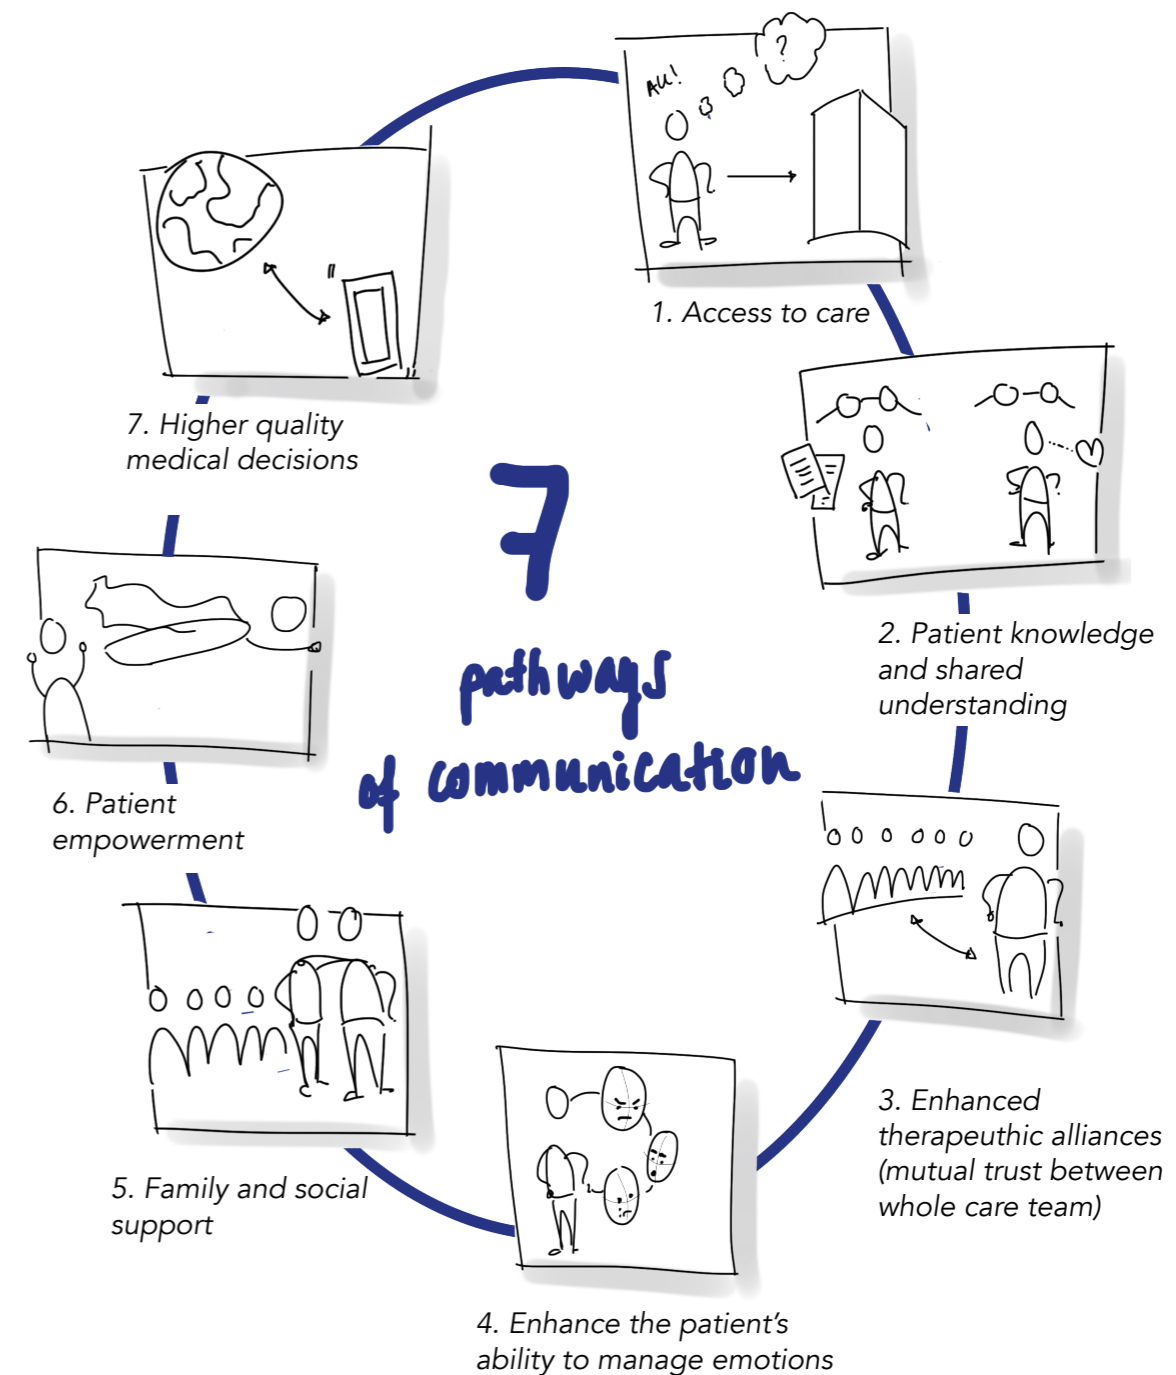 AU!
?
1. Access to care
2. Patient knowledge
and shared
understanding
3. Enhanced
therapeuthic alliances
(mutual trust between
whole care team)
4. Enhance the patient's
ability to manage emotions
5. Family and social
support
6. Patient
empowerment
7. Higher quality
medical decisions
7
pathways
of communication